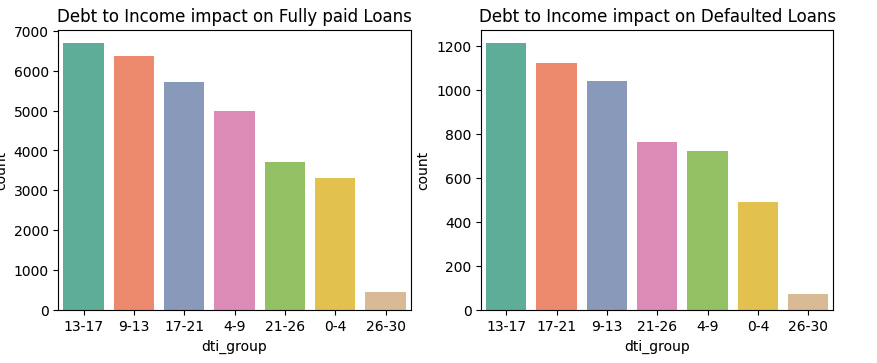 Debt to Income impact on Fully paid Loans
7000
6000
5000
4000
3000
2000
1000
0
count
13-17 9-13 17-21 4-9 21-26 0-4 26-30
dti_group
Debt to Income impact on Defaulted Loans
1200
1000
800
600
400
200
0
count
13-17 17-21 9-13 21-26 4-9 0-4 26-30
dti_group